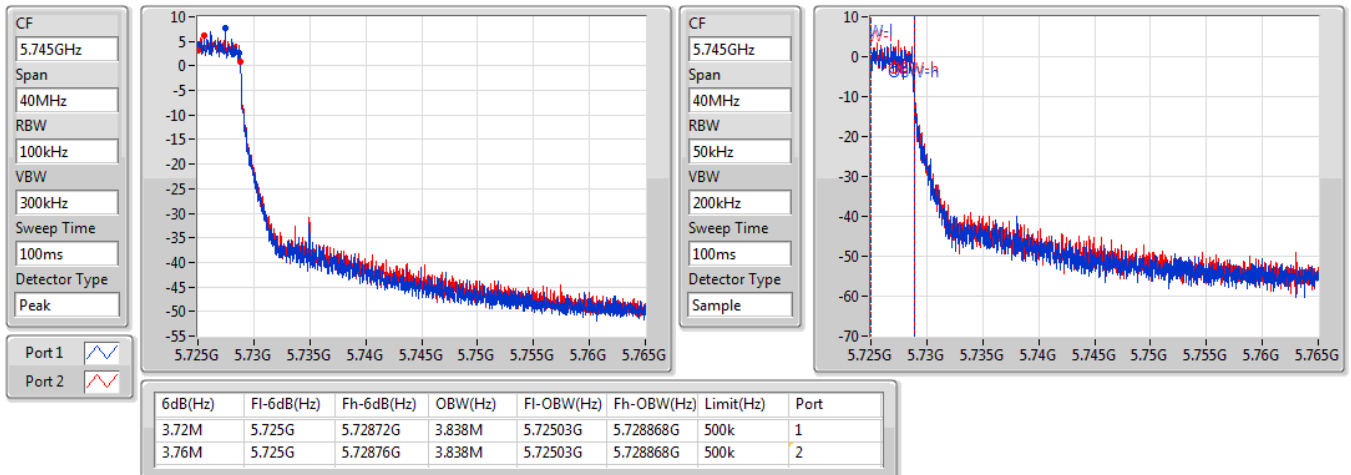 CF
5.745GHz
Span
40MHz
RBW
100kHz
VBW
300kHz
Sweep Time
100ms
Detector Type
Peak
10
5
0
-5
-10
-15
-20
-25
-30
-35
-40
-45
-50
-55
5.725G 5.73G 5.735G 5.74G 5.745G 5.75G 5.755G 5.76G 5.765G
CF
5.745GHz
Span
40MHz
RBW
50kHz
VBW
200kHz
Sweep Time
100ms
Detector Type
Sample
10
0
-10
-20
-30
-40
-50
-60
-70
5.725G 5.73G 5.735G 5.74G 5.745G 5.75G 5.755G 5.76G 5.765G
Port 1
Port 2
6dB(Hz) Fl-6dB(Hz) Fh-6dB(Hz) OBW(Hz) Fl-OBW(Hz) Fh-OBW(Hz) Limit(Hz) Port
3.72M 5.725G 5.72872G 3.838M 5.72503G 5.728868G 500k 1
3.76M 5.725G 5.72876G 3.838M 5.72503G 5.728868G 500k 2